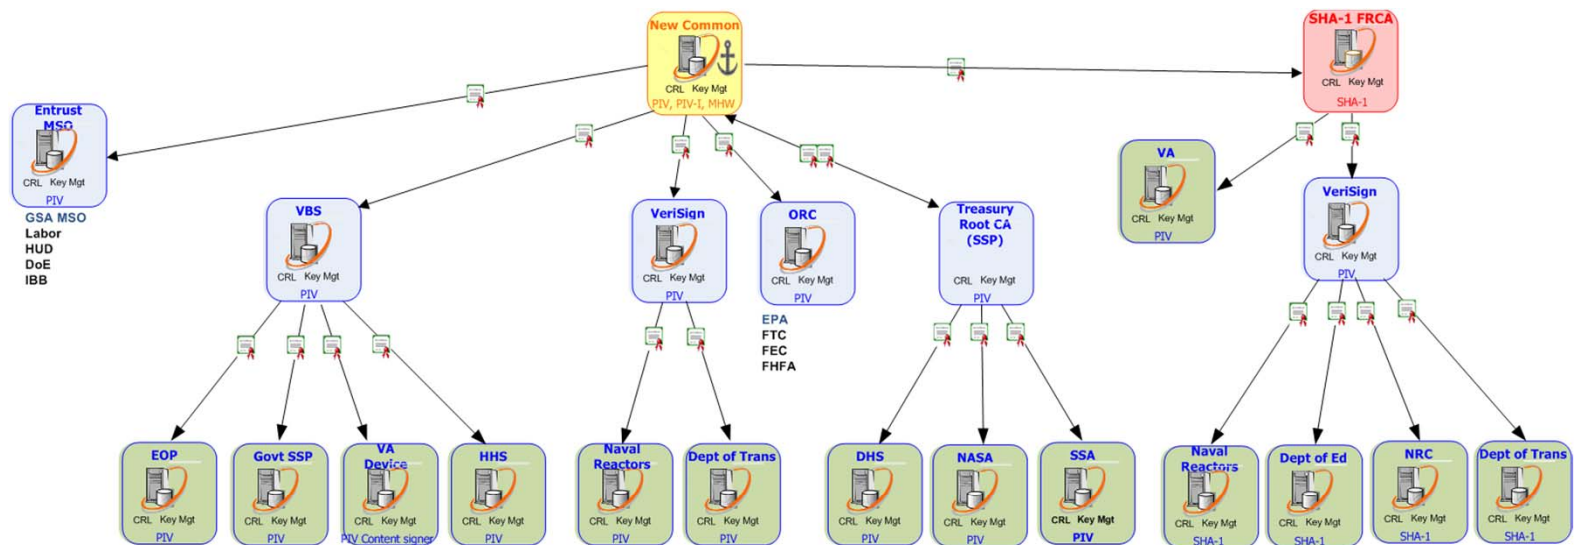 New Common
CRL Key Mgt
PIV, PIV-I, MHW
SHA-1 FRCA
CRL Key Mgt
SHA-1
Entrust
MSO
CRL Key Mgt
PIV
GSA MSO
Labor
HUD
DoE
IBB
VBS
CRL Key Mgt
PIV
VeriSign
CRL Key Mgt
PIV
ORC
CRL Key Mgt
PIV
EPA
FTC
FEC
FHFA
Treasury
Root CA
(SSP)
CRL Key Mgt
PIV
VA
CRL Key Mgt
PIV
VeriSign
CRL Key Mgt
PIV
EOP
CRL Key Mgt
PIV
Govt SSP
CRL Key Mgt
PIV
VA
Device
CRL Key Mgt
PIV Content signer
HHS
CRL Key Mgt
PIV
Naval
Reactors
CRL Key Mgt
PIV
Dept of Trans
CRL Key Mgt
PIV
DHS
CRL Key Mgt
PIV
NASA
CRL Key Mgt
PIV
SSA
CRL Key Mgt
PIV
Naval
Reactors
CRL Key Mgt
SHA-1
Dept of Ed
CRL Key Mgt
SHA-1
NRC
CRL Key Mgt
SHA-1
Dept of Trans
CRL Key Mgt
SHA-1